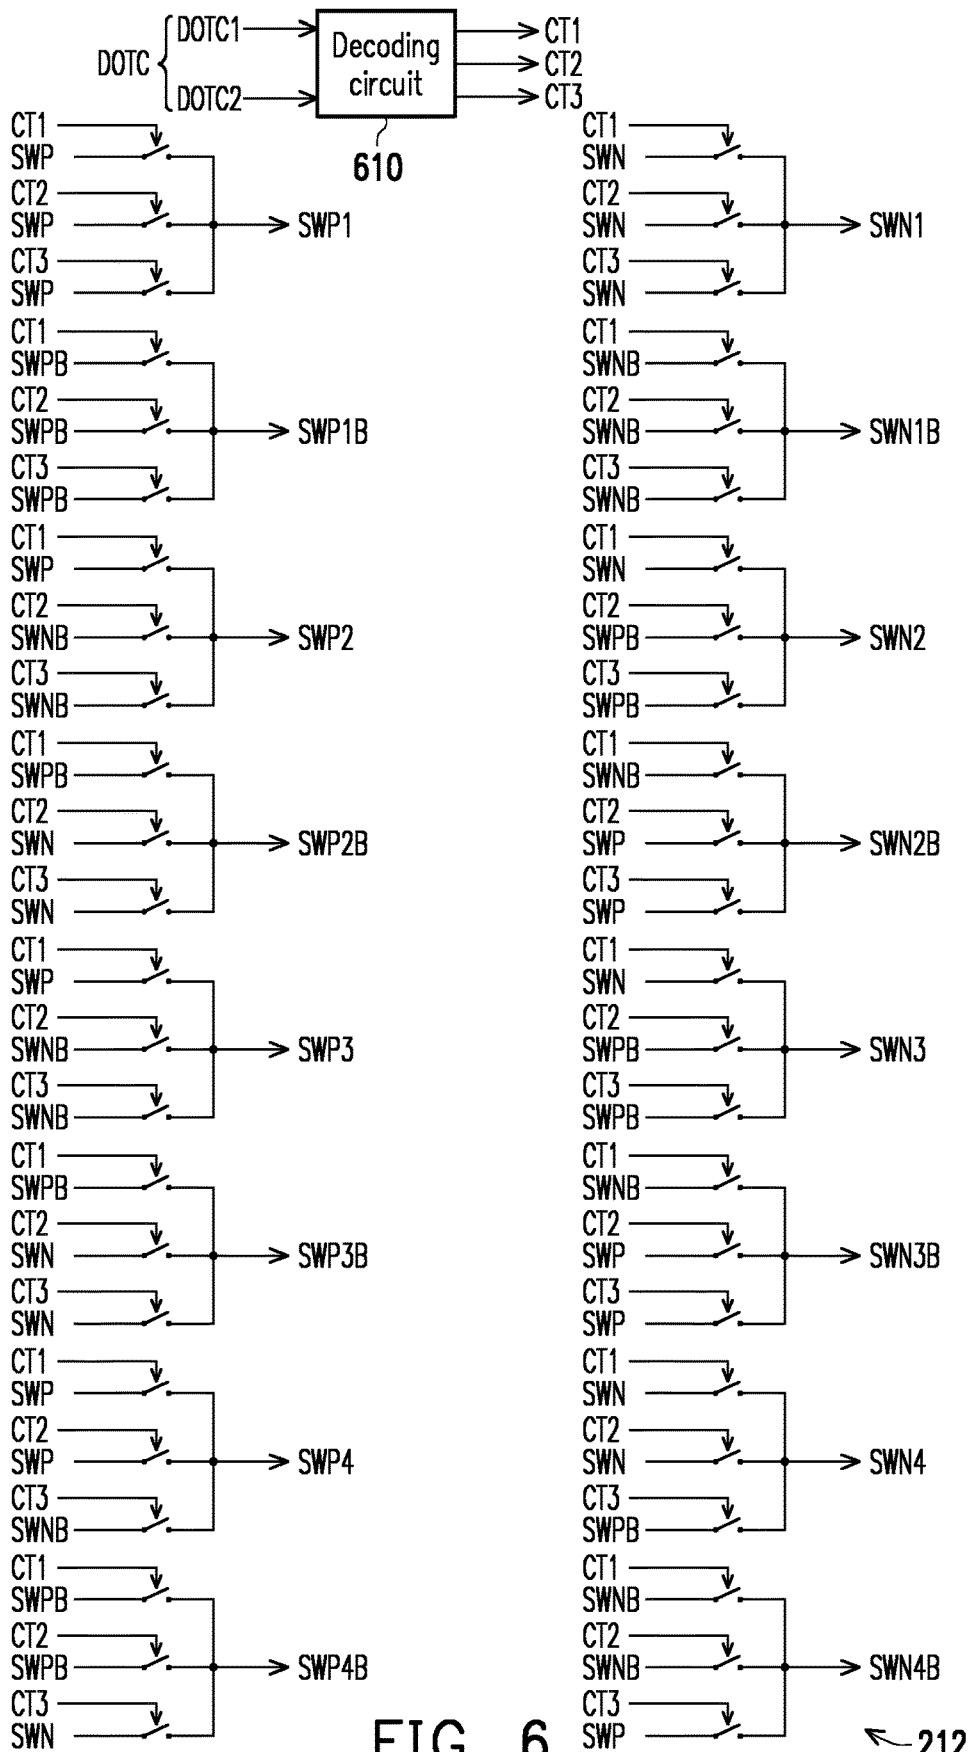 DOTC
DOTC1
DOTC2
Decoding
circuit
CT1
CT2
CT3
610
CT1
SWP
CT2
SWP
CT3
SWP
SWP1
CT1
SWPB
CT2
SWPB
CT3
SWPB
SWP1B
CT1
SWP
CT2
SWNB
CT3
SWNB
SWP2
CT1
SWPB
CT2
SWN
CT3
SWN
SWP2B
CT1
SWP
CT2
SWNB
CT3
SWNB
SWP3
CT1
SWPB
CT2
SWN
CT3
SWN
SWP3B
CT1
SWP
CT2
SWP
CT3
SWNB
SWP4
CT1
SWPB
CT2
SWPB
CT3
SWN
SWP4B
CT1
SWN
CT2
SWN
CT3
SWN
SWN1
CT1
SWNB
CT2
SWNB
CT3
SWNB
SWN1B
CT1
SWN
CT2
SWPB
CT3
SWPB
SWN2
CT1
SWNB
CT2
SWP
CT3
SWP
SWN2B
CT1
SWN
CT2
SWPB
CT3
SWPB
SWN3
CT1
SWNB
CT2
SWP
CT3
SWP
SWN3B
CT1
SWN
CT2
SWN
CT3
SWPB
SWN4
CT1
SWNB
CT2
SWNB
CT3
SWP
SWN4B
FIG. 6
212